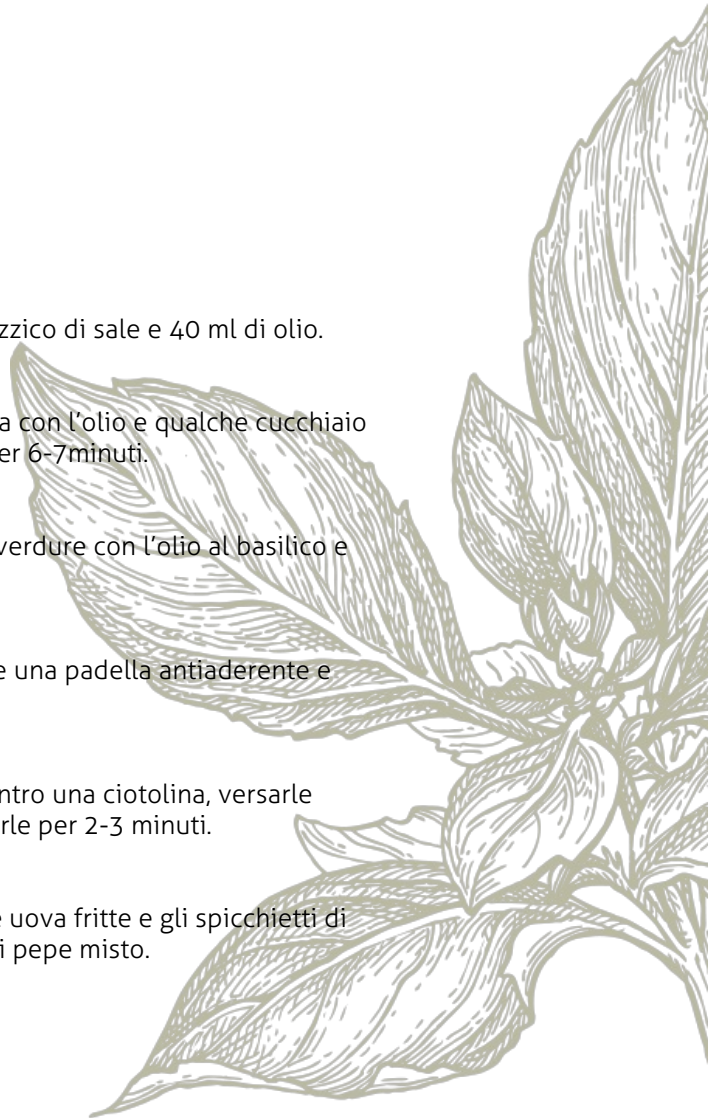 zzico di sale e 40 ml di olio.
a con l'olio e qualche cucchiaio
er 6-7minuti.
verdure con l'olio al basilico e
e una padella antiaderente e
ntro una ciotolina, versarle
rle per 2-3 minuti.
e uova fritte e gli spicchietti di
i pepe misto.